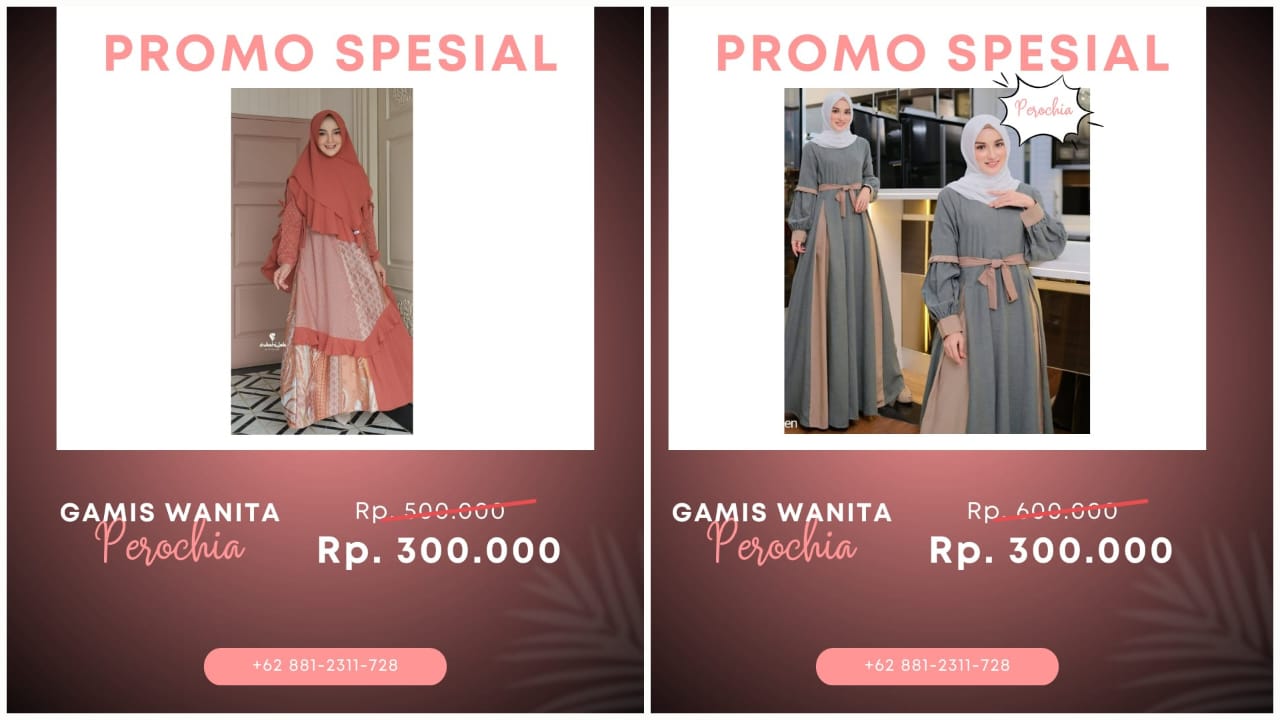 PROMO SPESIAL
GAMIS WANITA
Perochia
Rp. 500.000
Rp. 300.000
+62 881-2311-728
PROMO SPESIAL
Perochia
en
GAMIS WANITA
Perochia
Rp. 600.000
Rp. 300.000
+62 881-2311-728